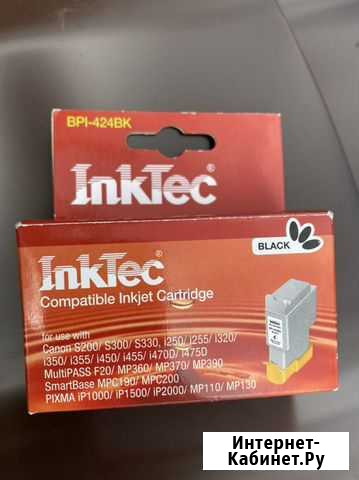 BPI-424BK
InkTec
BLACK
InkTec
Compatible Inkjet Cartridge
for use with
Canon S200/ S300/ S330, i250/ i255/ i320/
i350/ i355/ i450/ i455/ i470D/ i475D
MultiPASS F20/ MP360/ MP370/ MP390
SmartBase MPC190/ MPC200
PIXMA iP1000/ iP1500/ iP2000/ MP110/ MP130
Интернет-
Кабинет.Ру